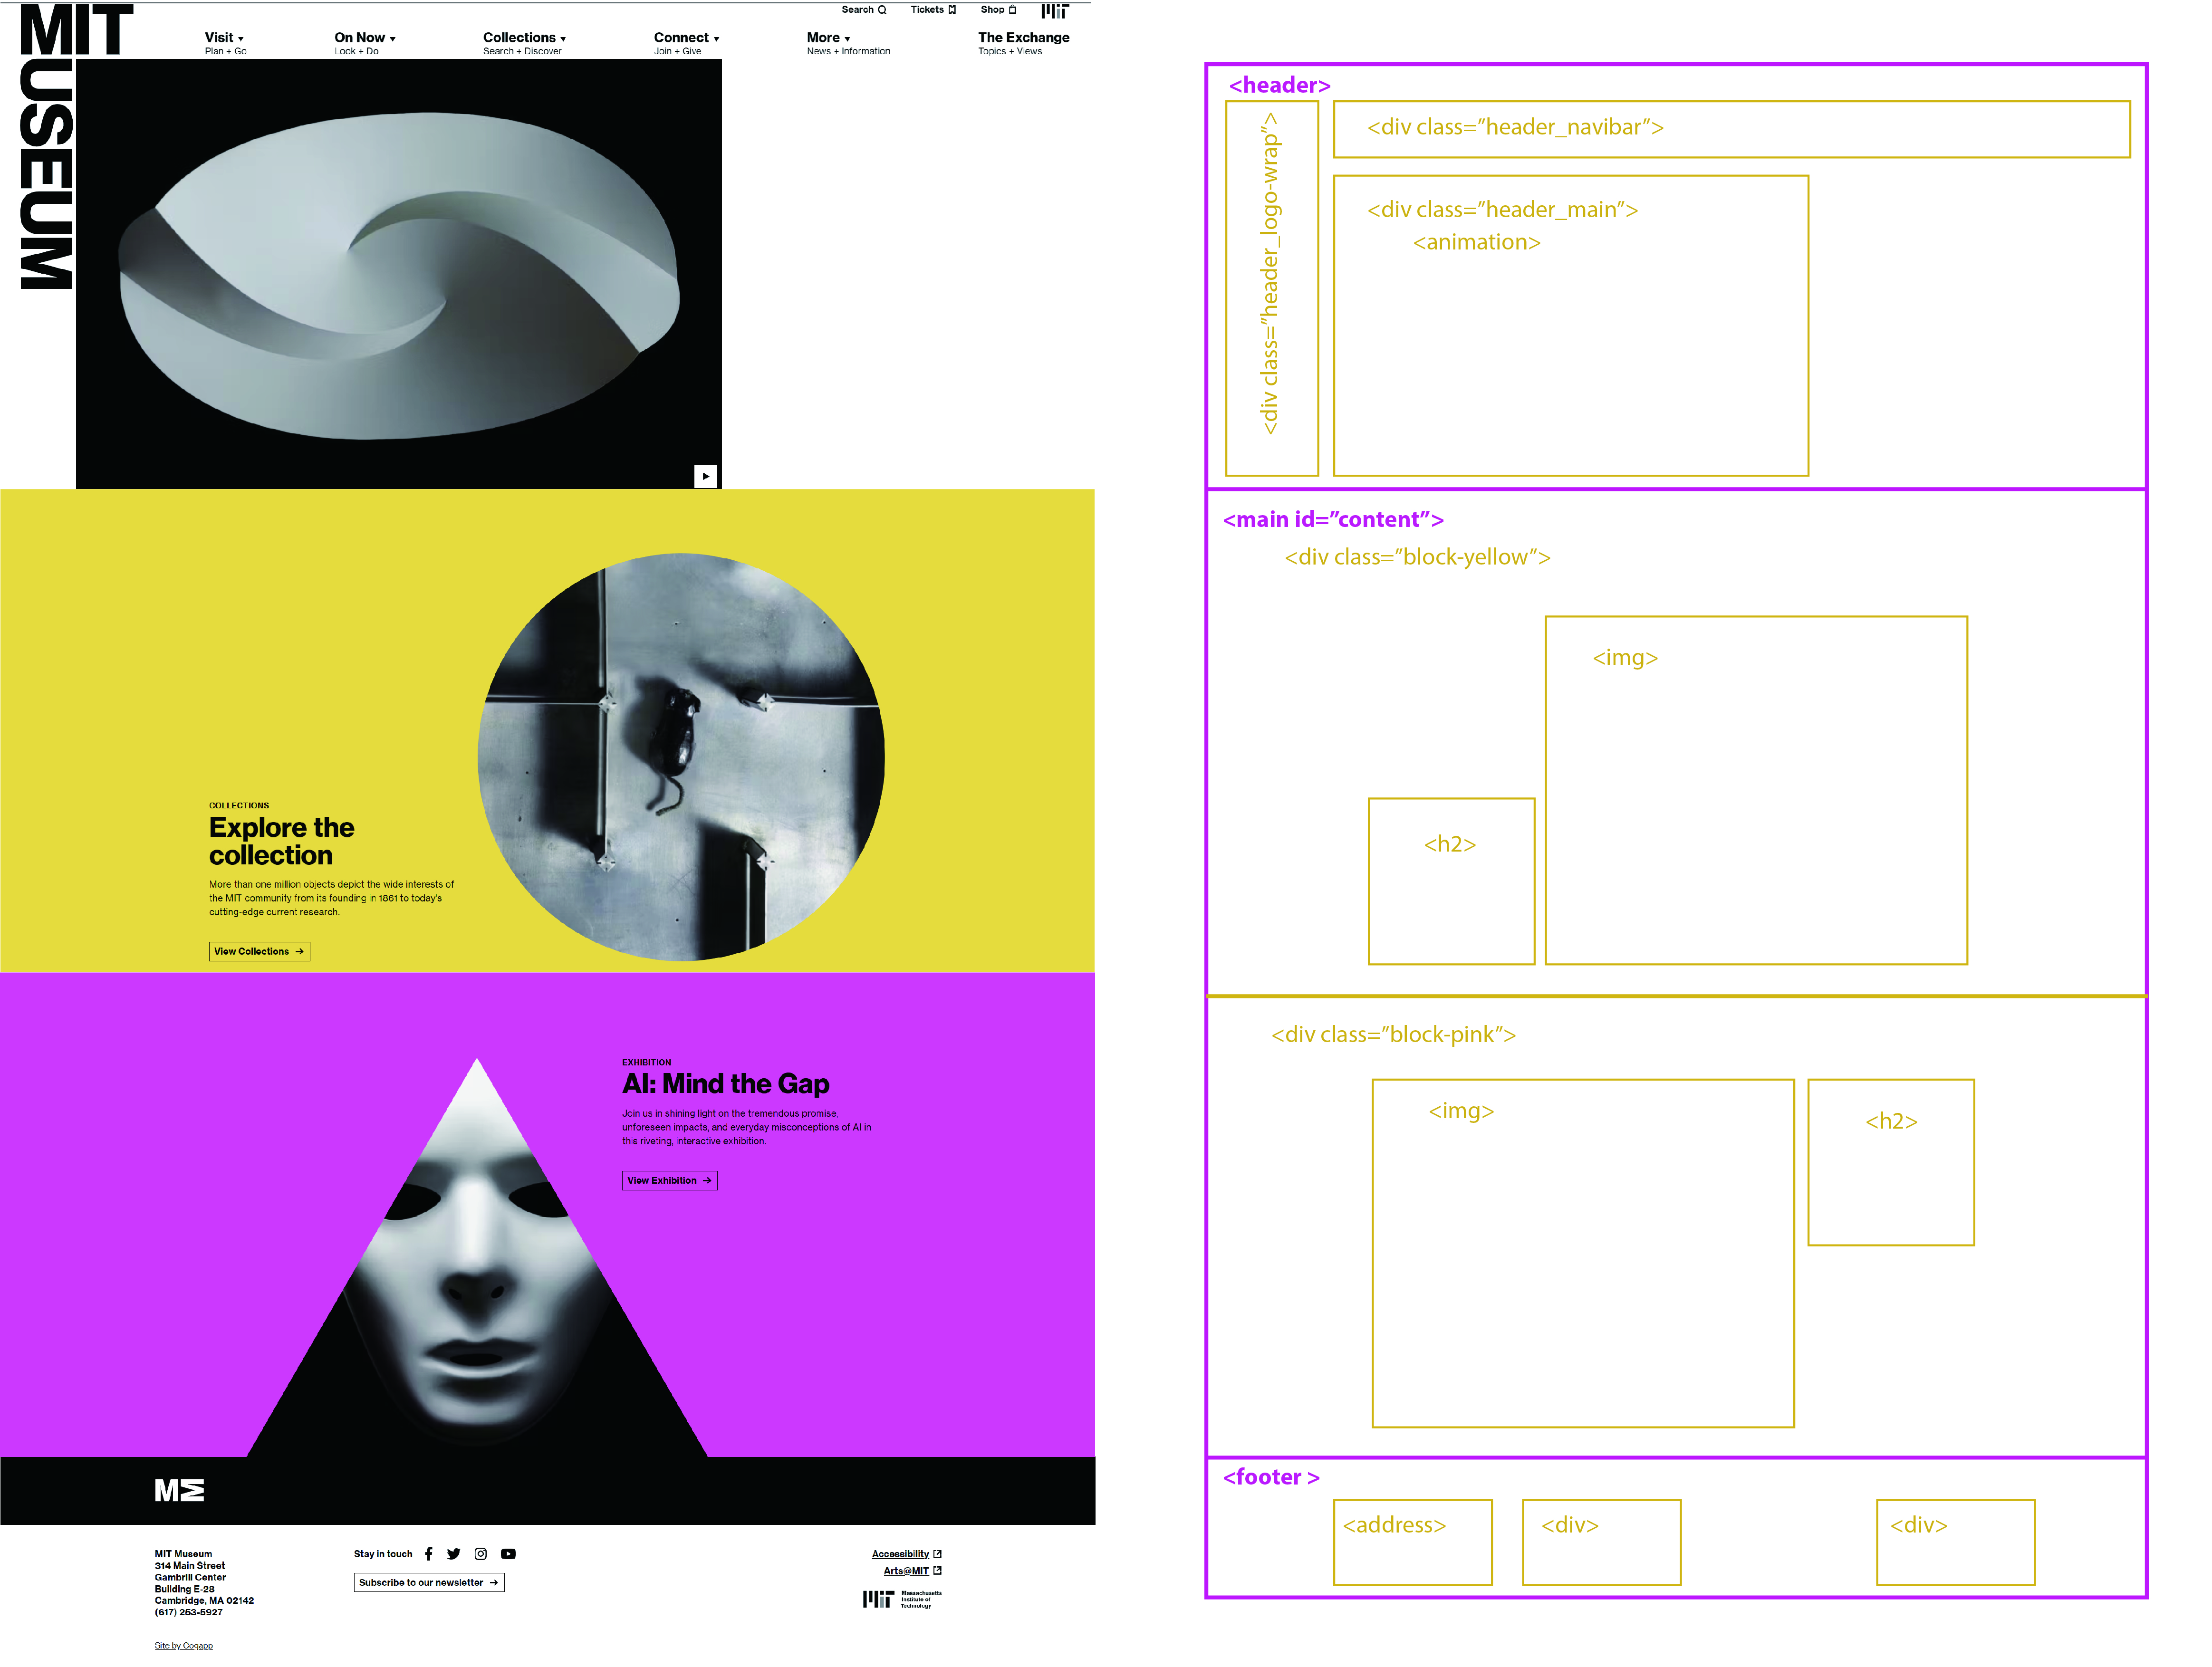 MIT
MUSEUM
Search
Tickets
Shop
Visit
Plan + Go
On Now
Look + Do
Collections
Search + Discover
Connect
Join + Give
More
News + Information
The Exchange
Topics + Views
COLLECTIONS
Explore the
collection
More than one million objects depict the wide interests of
the MIT community from its founding in 1861 to today's
cutting-edge current research.
View Collections →
EXHIBITION
AI: Mind the Gap
Join us in shining light on the tremendous promise,
unforeseen impacts, and everyday misconceptions of AI in
this riveting, interactive exhibition.
View Exhibition →
MM
MIT Museum
314 Main Street
Gambrill Center
Building E-28
Cambridge, MA 02142
(617) 253-5927
Site by Cogapp
Stay in touch
Subscribe to our newsletter →
Accessibility
Arts@MIT
Massachusetts
Institute of
Technology
<header>
<div class="header_logo-wrap">
<div class="header_navibar">
<div class="header_main">
<animation>
<main id="content">
<div class="block-yellow">
<img>
<h2>
<div class="block-pink">
<img>
<h2>
<footer >
<address>
<div>
<div>